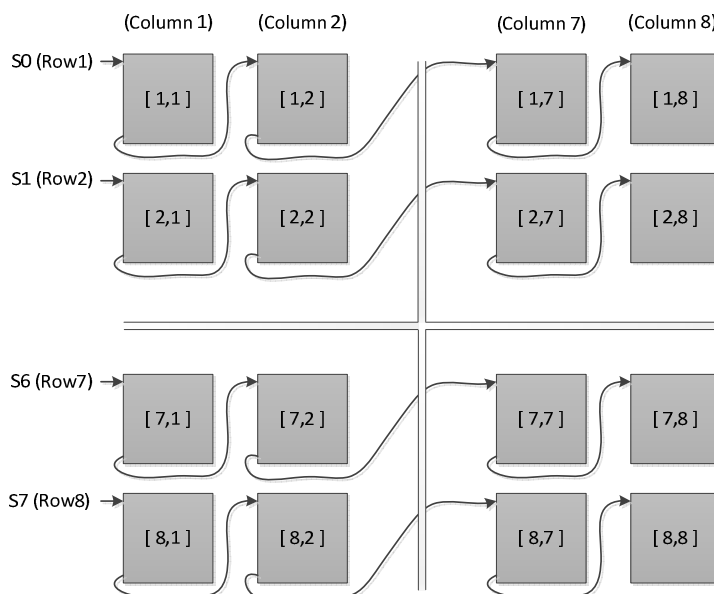 (Column 1) (Column 2) (Column 7) (Column 8)
S0 (Row1) [ 1,1 ] [ 1,2 ] [ 1,7 ] [ 1,8 ]
S1 (Row2) [ 2,1 ] [ 2,2 ] [ 2,7 ] [ 2,8 ]
S6 (Row7) [ 7,1 ] [ 7,2 ] [ 7,7 ] [ 7,8 ]
S7 (Row8) [ 8,1 ] [ 8,2 ] [ 8,7 ] [ 8,8 ]